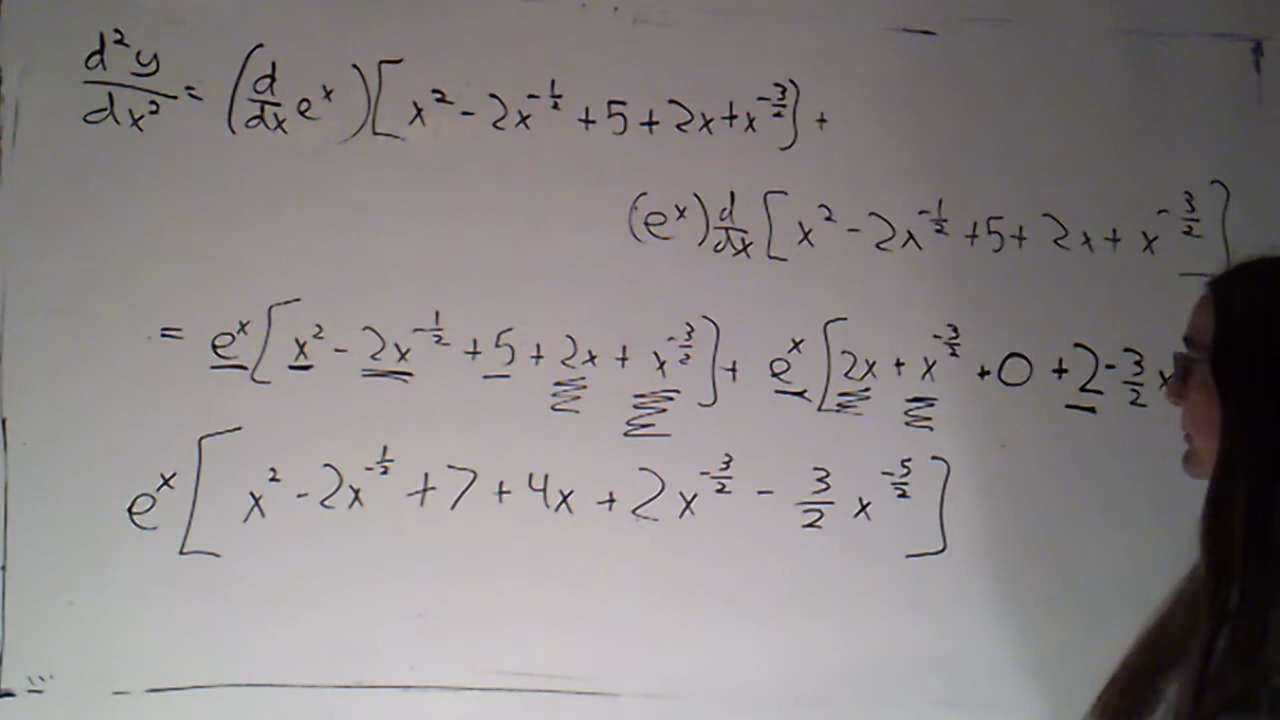 d²y/dx² = (d/dx eˣ)[x² - 2x^(-1/2) + 5 + 2x + x^(-3/2)] +
(eˣ) d/dx [x² - 2x^(-1/2) + 5 + 2x + x^(-3/2)]
= eˣ[x² - 2x^(-1/2) + 5 + 2x + x^(-3/2)] + eˣ[2x + x^(-3/2) + 0 + 2 - 3/2 x
eˣ[x² - 2x^(-1/2) + 7 + 4x + 2x^(-3/2) - 3/2 x^(-5/2)]